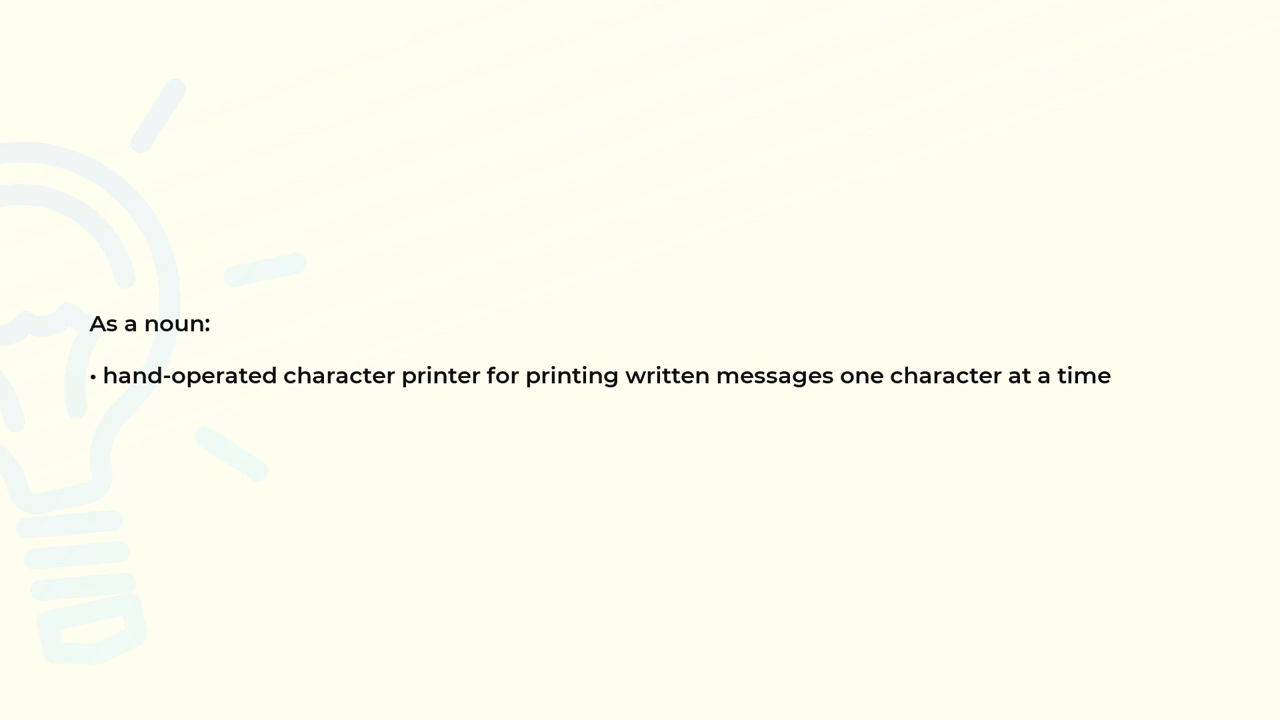 As a noun:
• hand-operated character printer for printing written messages one character at a time